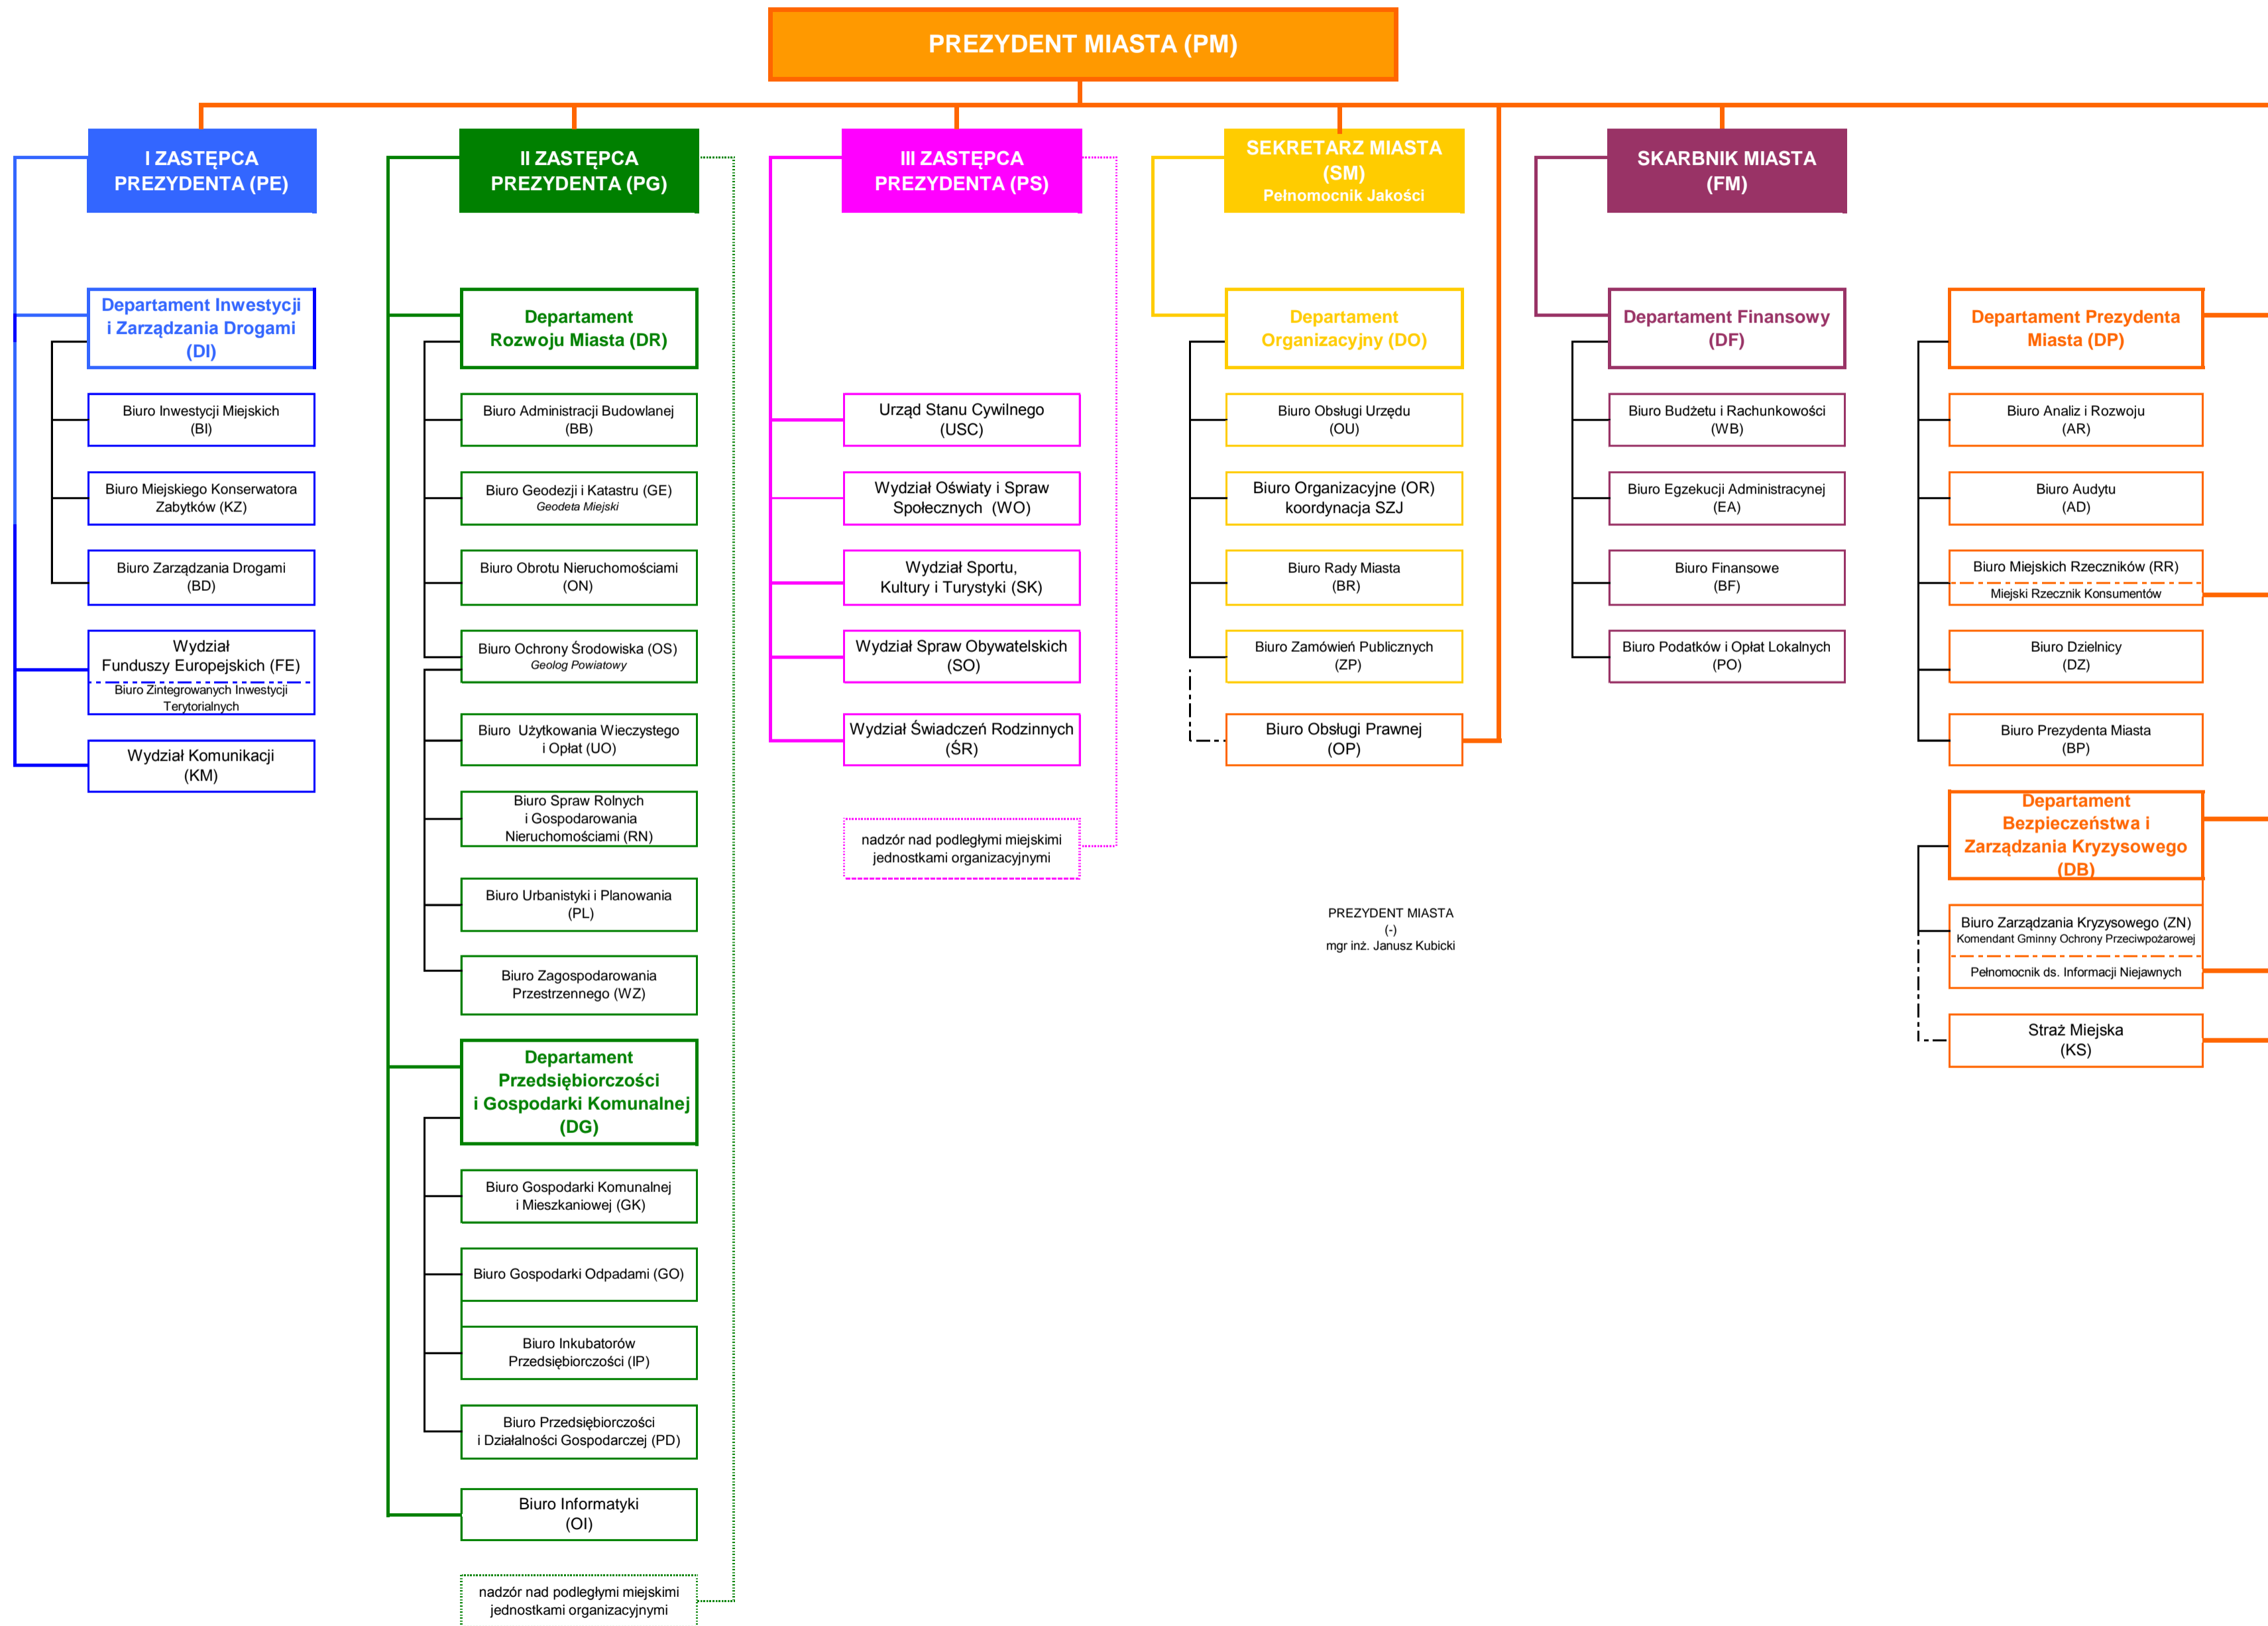 PREZYDENT MIASTA (PM)
I ZASTĘPCA
PREZYDENTA (PE)
Departament Inwestycji
i Zarządzania Drogami
(DI)
Biuro Inwestycji Miejskich
(BI)
Biuro Miejskiego Konserwatora
Zabytków (KZ)
Biuro Zarządzania Drogami
(BD)
Wydział
Funduszy Europejskich (FE)
Biuro Zintegrowanych Inwestycji
Terytorialnych
Wydział Komunikacji
(KM)
II ZASTĘPCA
PREZYDENTA (PG)
Departament
Rozwoju Miasta (DR)
Biuro Administracji Budowlanej
(BB)
Biuro Geodezji i Katastru (GE)
Geodeta Miejski
Biuro Obrotu Nieruchomościami
(ON)
Biuro Ochrony Środowiska (OS)
Geolog Powiatowy
Biuro Użytkowania Wieczystego
i Opłat (UO)
Biuro Spraw Rolnych
i Gospodarowania
Nieruchomościami (RN)
Biuro Urbanistyki i Planowania
(PL)
Biuro Zagospodarowania
Przestrzennego (WZ)
Departament
Przedsiębiorczości
i Gospodarki Komunalnej
(DG)
Biuro Gospodarki Komunalnej
i Mieszkaniowej (GK)
Biuro Gospodarki Odpadami (GO)
Biuro Inkubatorów
Przedsiębiorczości (IP)
Biuro Przedsiębiorczości
i Działalności Gospodarczej (PD)
Biuro Informatyki
(OI)
nadzór nad podległymi miejskimi
jednostkami organizacyjnymi
III ZASTĘPCA
PREZYDENTA (PS)
Urząd Stanu Cywilnego
(USC)
Wydział Oświaty i Spraw
Społecznych (WO)
Wydział Sportu,
Kultury i Turystyki (SK)
Wydział Spraw Obywatelskich
(SO)
Wydział Świadczeń Rodzinnych
(ŚR)
nadzór nad podległymi miejskimi
jednostkami organizacyjnymi
SEKRETARZ MIASTA
(SM)
Pełnomocnik Jakości
Departament
Organizacyjny (DO)
Biuro Obsługi Urzędu
(OU)
Biuro Organizacyjne (OR)
koordynacja SZJ
Biuro Rady Miasta
(BR)
Biuro Zamówień Publicznych
(ZP)
Biuro Obsługi Prawnej
(OP)
PREZYDENT MIASTA
(-)
mgr inż. Janusz Kubicki
SKARBNIK MIASTA
(FM)
Departament Finansowy
(DF)
Biuro Budżetu i Rachunkowości
(WB)
Biuro Egzekucji Administracynej
(EA)
Biuro Finansowe
(BF)
Biuro Podatków i Opłat Lokalnych
(PO)
Departament Prezydenta
Miasta (DP)
Biuro Analiz i Rozwoju
(AR)
Biuro Audytu
(AD)
Biuro Miejskich Rzeczników (RR)
Miejski Rzecznik Konsumentów
Biuro Dzielnicy
(DZ)
Biuro Prezydenta Miasta
(BP)
Departament
Bezpieczeństwa i
Zarządzania Kryzysowego
(DB)
Biuro Zarządzania Kryzysowego (ZN)
Komendant Gminny Ochrony Przeciwpożarowej
Pełnomocnik ds. Informacji Niejawnych
Straż Miejska
(KS)